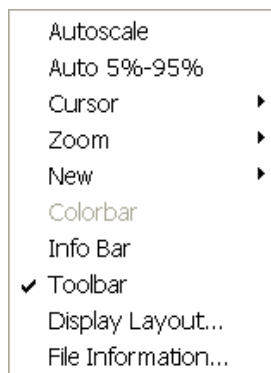 Autoscale
Auto 5%-95%
Cursor
Zoom
New
Colorbar
Info Bar
Toolbar
Display Layout...
File Information...